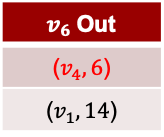 v₆ Out
(v₄, 6)
(v₁, 14)